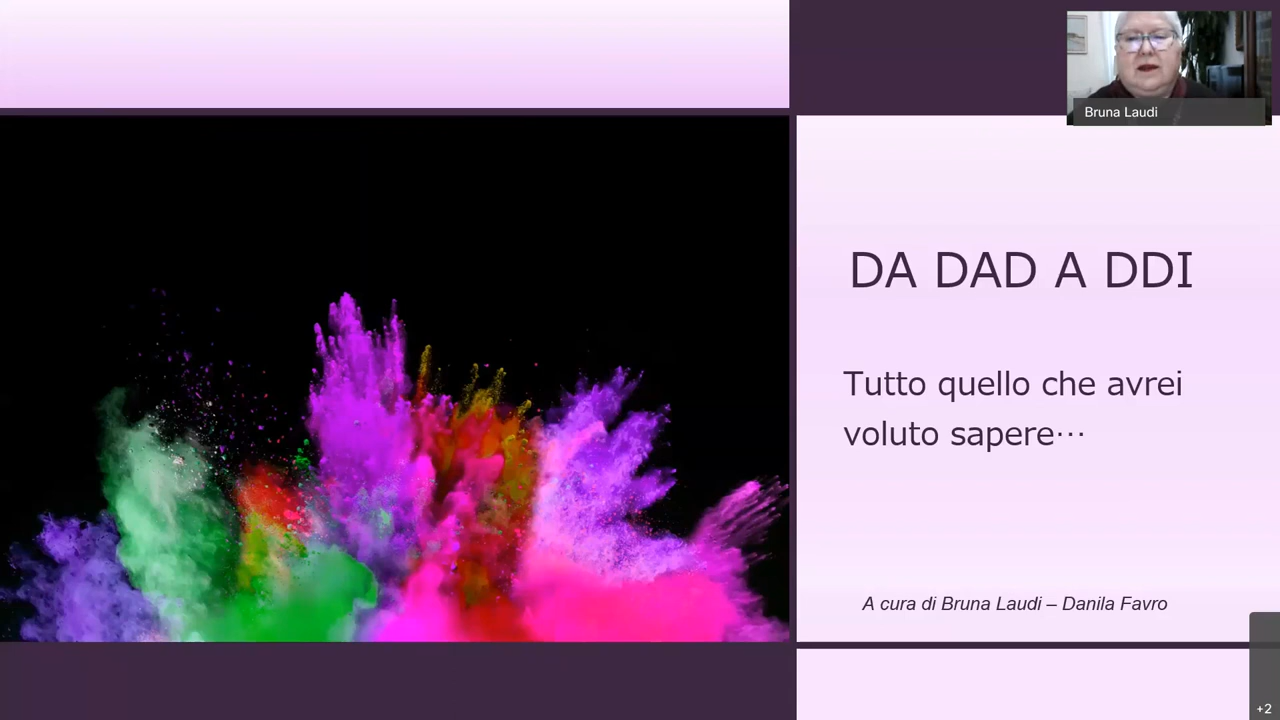 Bruna Laudi
DA DAD A DDI
Tutto quello che avrei
voluto sapere…
A cura di Bruna Laudi – Danila Favro
+2